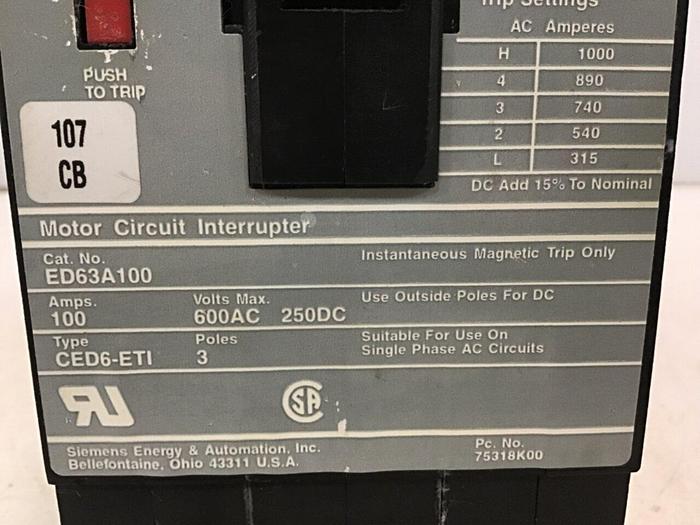 Trip Settings
AC Amperes
H 1000
4 890
3 740
2 540
L 315
DC Add 15% To Nominal
PUSH
TO TRIP
107
CB
Motor Circuit Interrupter
Cat. No.
ED63A100
Instantaneous Magnetic Trip Only
Amps.
100
Volts Max.
600AC 250DC
Use Outside Poles For DC
Type
CED6-ETI
Poles
3
Suitable For Use On
Single Phase AC Circuits
RU
SA
Siemens Energy & Automation, Inc.
Bellefontaine, Ohio 43311 U.S.A.
Pc. No.
75318K00